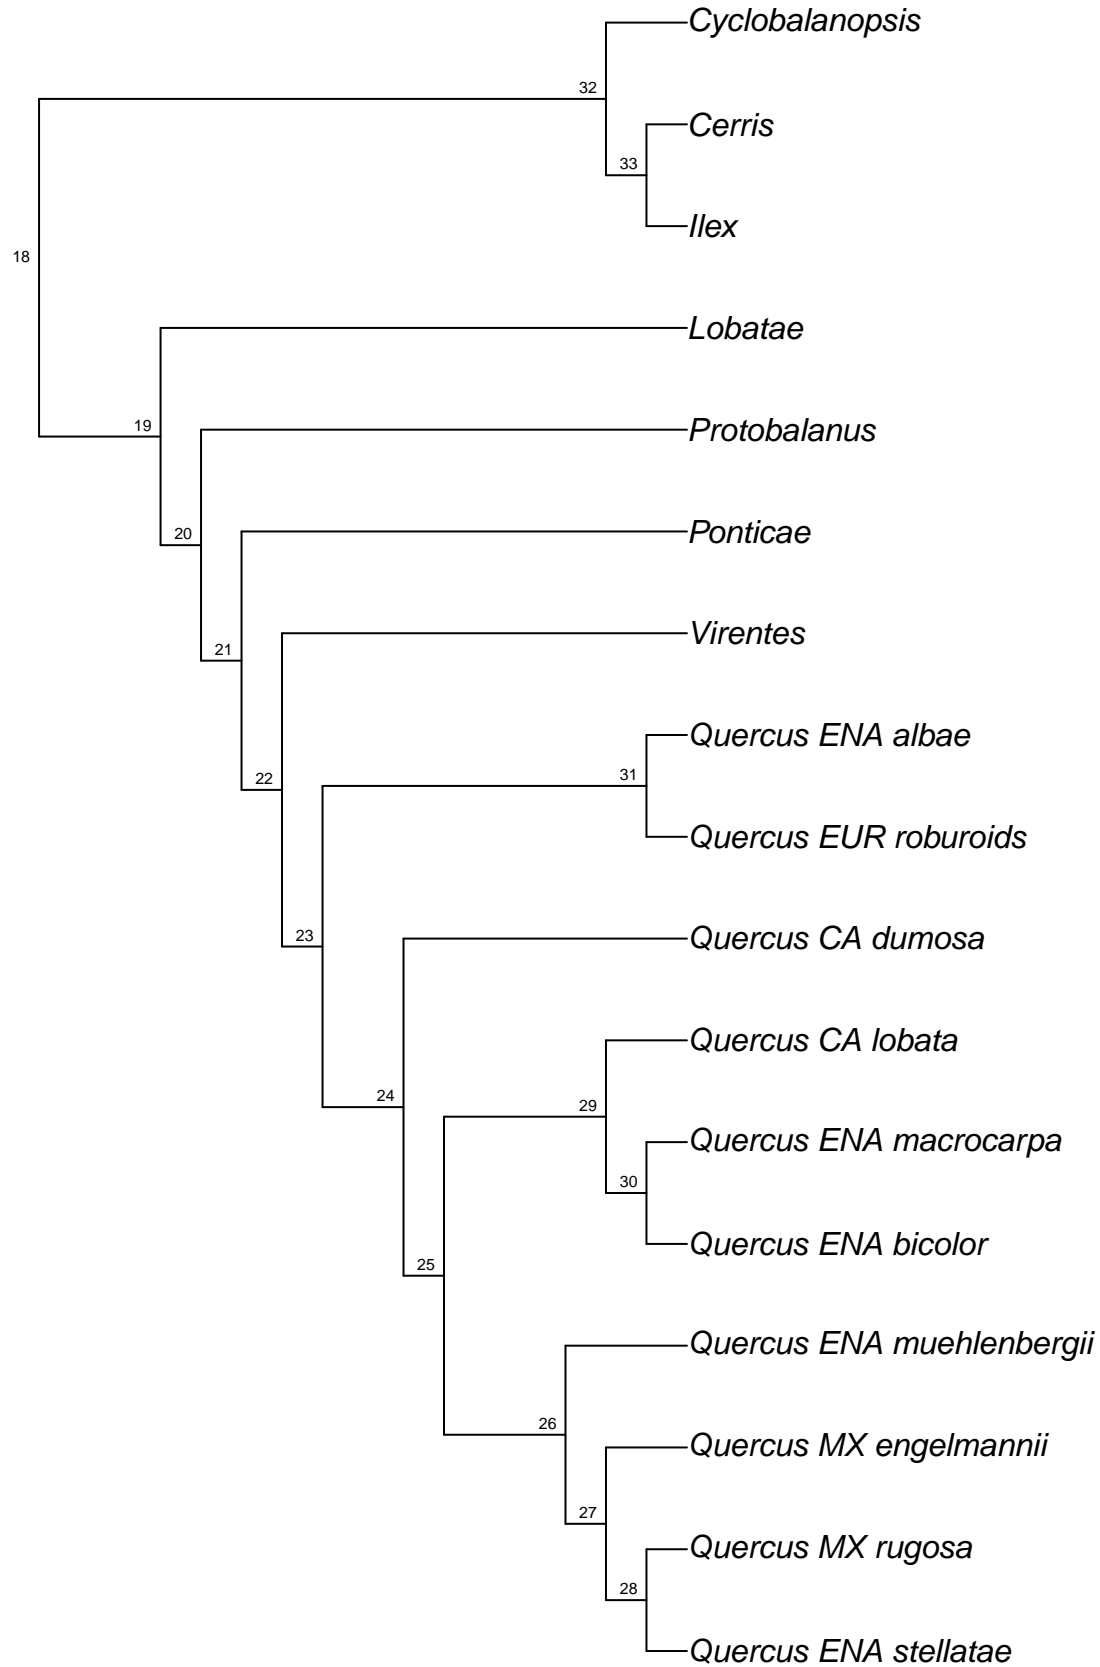 Cyclobalanopsis
32
Cerris
33
Ilex
18
Lobatae
19
Protobalanus
20
Ponticae
21
Virentes
22
Quercus ENA albae
31
Quercus EUR roburoids
23
Quercus CA dumosa
24
Quercus CA lobata
29
Quercus ENA macrocarpa
30
Quercus ENA bicolor
25
Quercus ENA muehlenbergii
26
Quercus MX engelmannii
27
Quercus MX rugosa
28
Quercus ENA stellatae